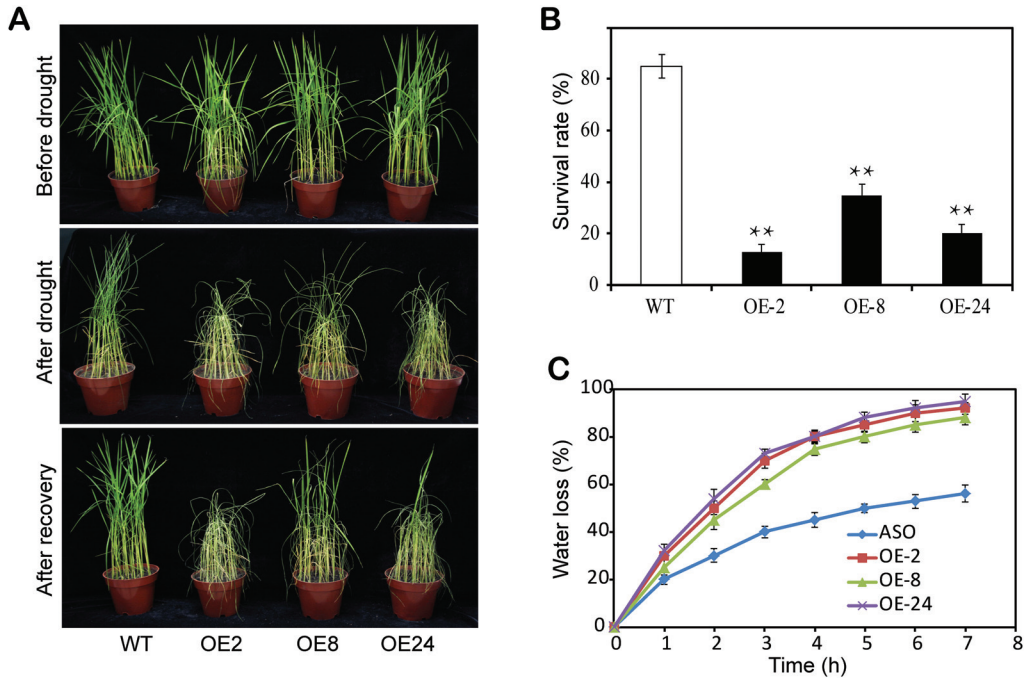 A
Before drought
After drought
After recovery
WT OE2 OE8 OE24
B
Survival rate (%)
80
60
40
20
0
**
**
**
WT OE-2 OE-8 OE-24
C
Water loss (%)
100
80
60
40
20
0
ASO
OE-2
OE-8
OE-24
0 1 2 3 4 5 6 7 8
Time (h)